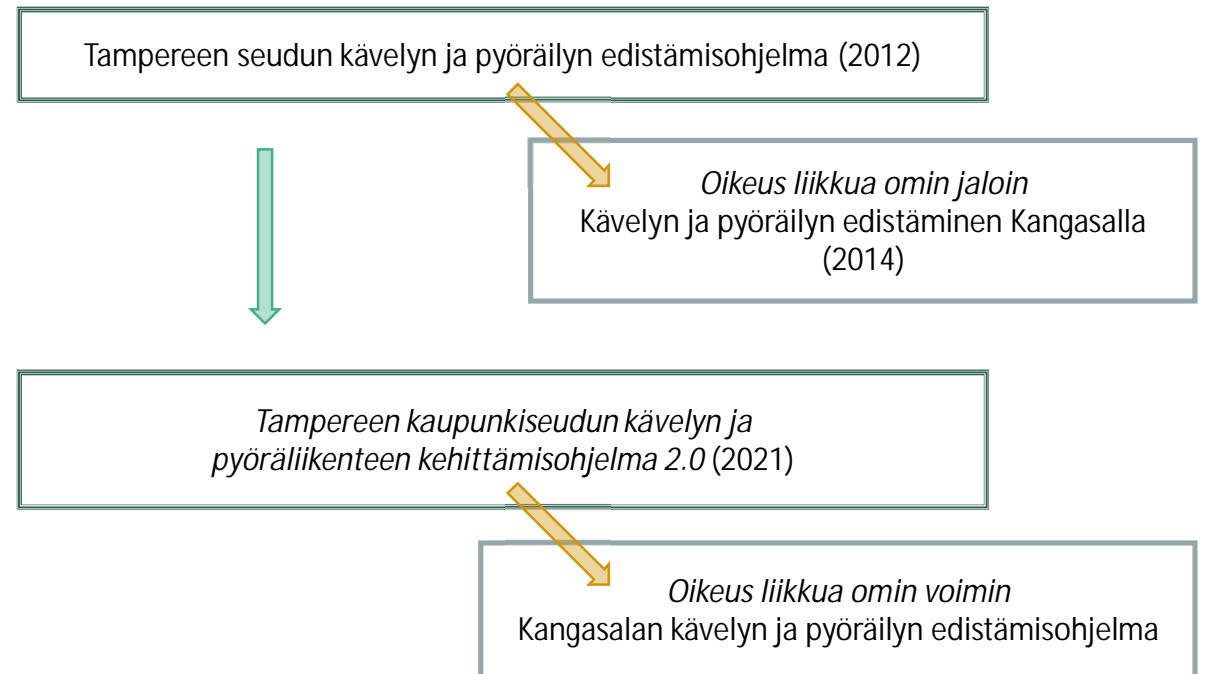 Tampereen seudun kävelyn ja pyöräilyn edistämisohjelma (2012)
Oikeus liikkua omin jaloin
Kävelyn ja pyöräilyn edistäminen Kangasalla
(2014)
Tampereen kaupunkiseudun kävelyn ja
pyöräliikenteen kehittämisohjelma 2.0 (2021)
Oikeus liikkua omin voimin
Kangasalan kävelyn ja pyöräilyn edistämisohjelma